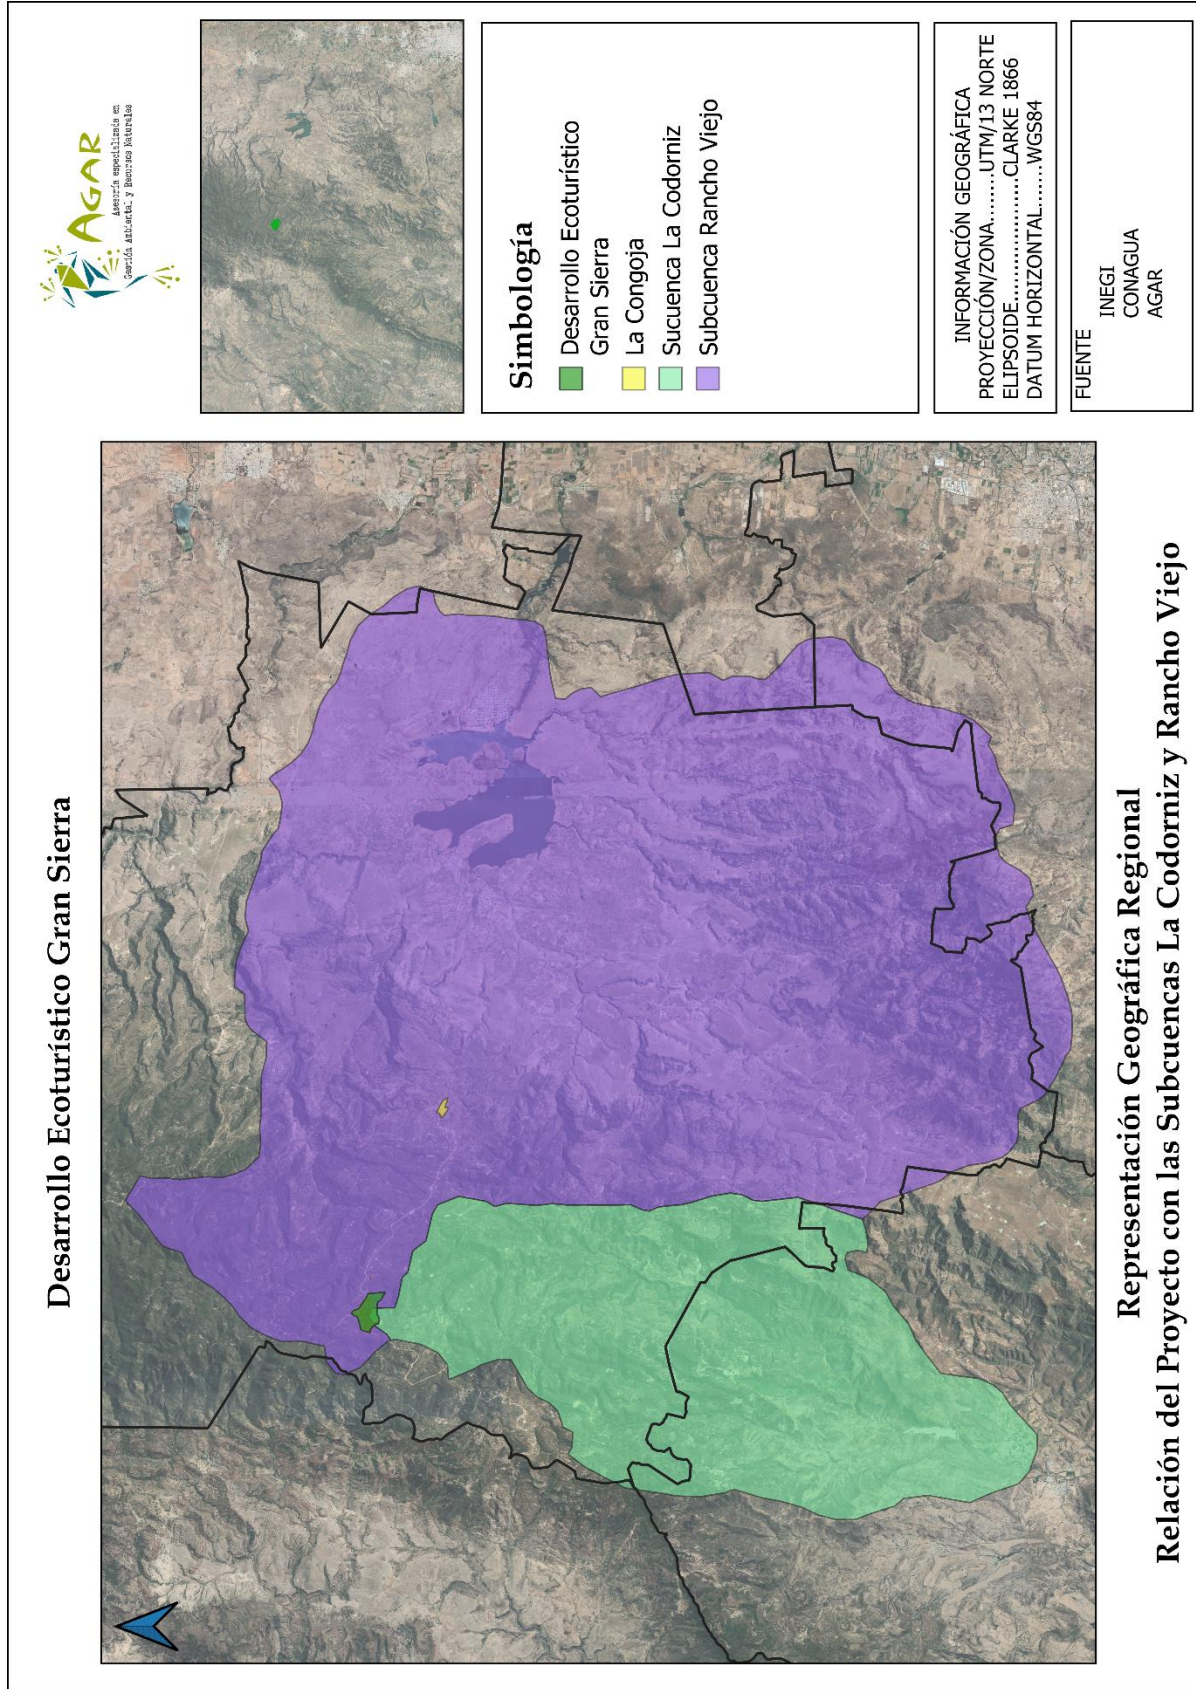 Desarrollo Ecoturístico Gran Sierra
AGAR
Asesoría especializada en
Gestión Ambiental y Recursos Naturales
Simbología
Desarrollo Ecoturístico
Gran Sierra
La Congoja
Sucuenca La Codorniz
Subcuenca Rancho Viejo
INFORMACIÓN GEOGRÁFICA
PROYECCIÓN/ZONA........UTM/13 NORTE
ELIPSOIDE.....................CLARKE 1866
DATUM HORIZONTAL.......WGS84
FUENTE
INEGI
CONAGUA
AGAR
Representación Geográfica Regional
Relación del Proyecto con las Subcuencas La Codorniz y Rancho Viejo